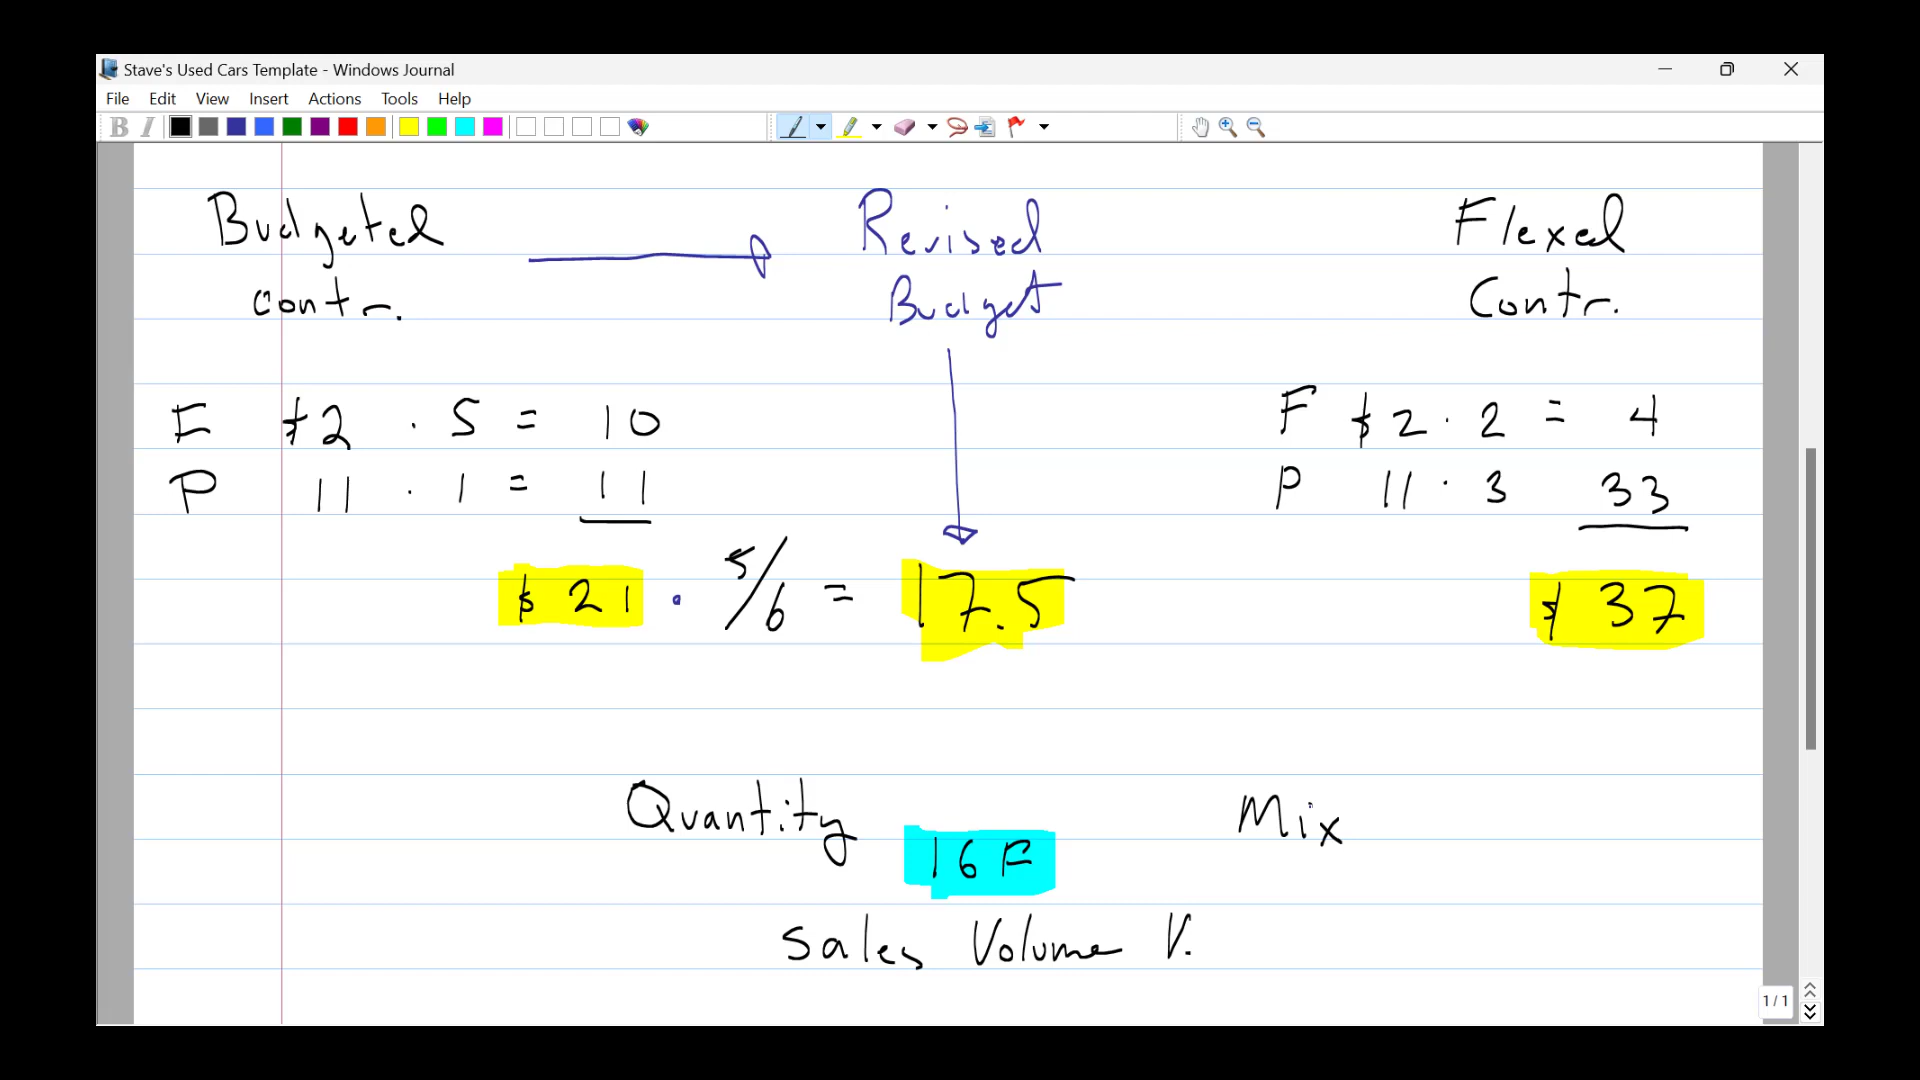 Stave's Used Cars Template - Windows Journal
File Edit View Insert Actions Tools Help
B I
Budgeted contr.
Revised Budget
Flexed Contr.
F $2 · 5 = 10
P 11 · 1 = 11
$ 21 · 5/6 = 17.5
F $2 · 2 = 4
P 11 · 3 33
$ 37
Quantity
Mix
16 F
Sales Volume V.
1 / 1